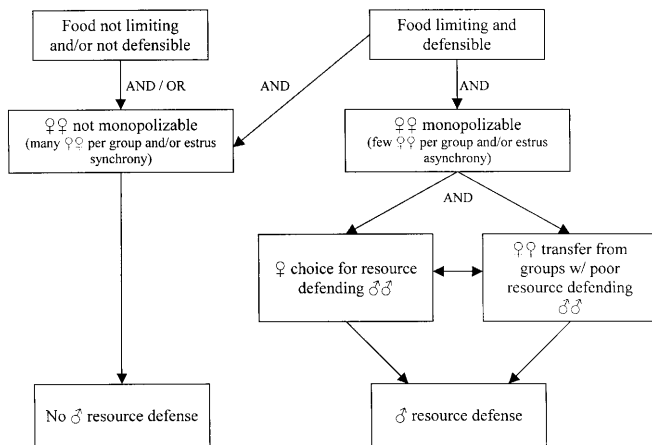 Food not limiting
and/or not defensible
Food limiting and
defensible
AND / OR
AND
AND
♀♀ not monopolizable
(many ♀♀ per group and/or estrus
synchrony)
♀♀ monopolizable
(few ♀♀ per group and/or estrus
asynchrony)
AND
♀ choice for resource
defending ♂♂
♀♀ transfer from
groups w/ poor
resource defending
♂♂
No ♂ resource defense
♂ resource defense